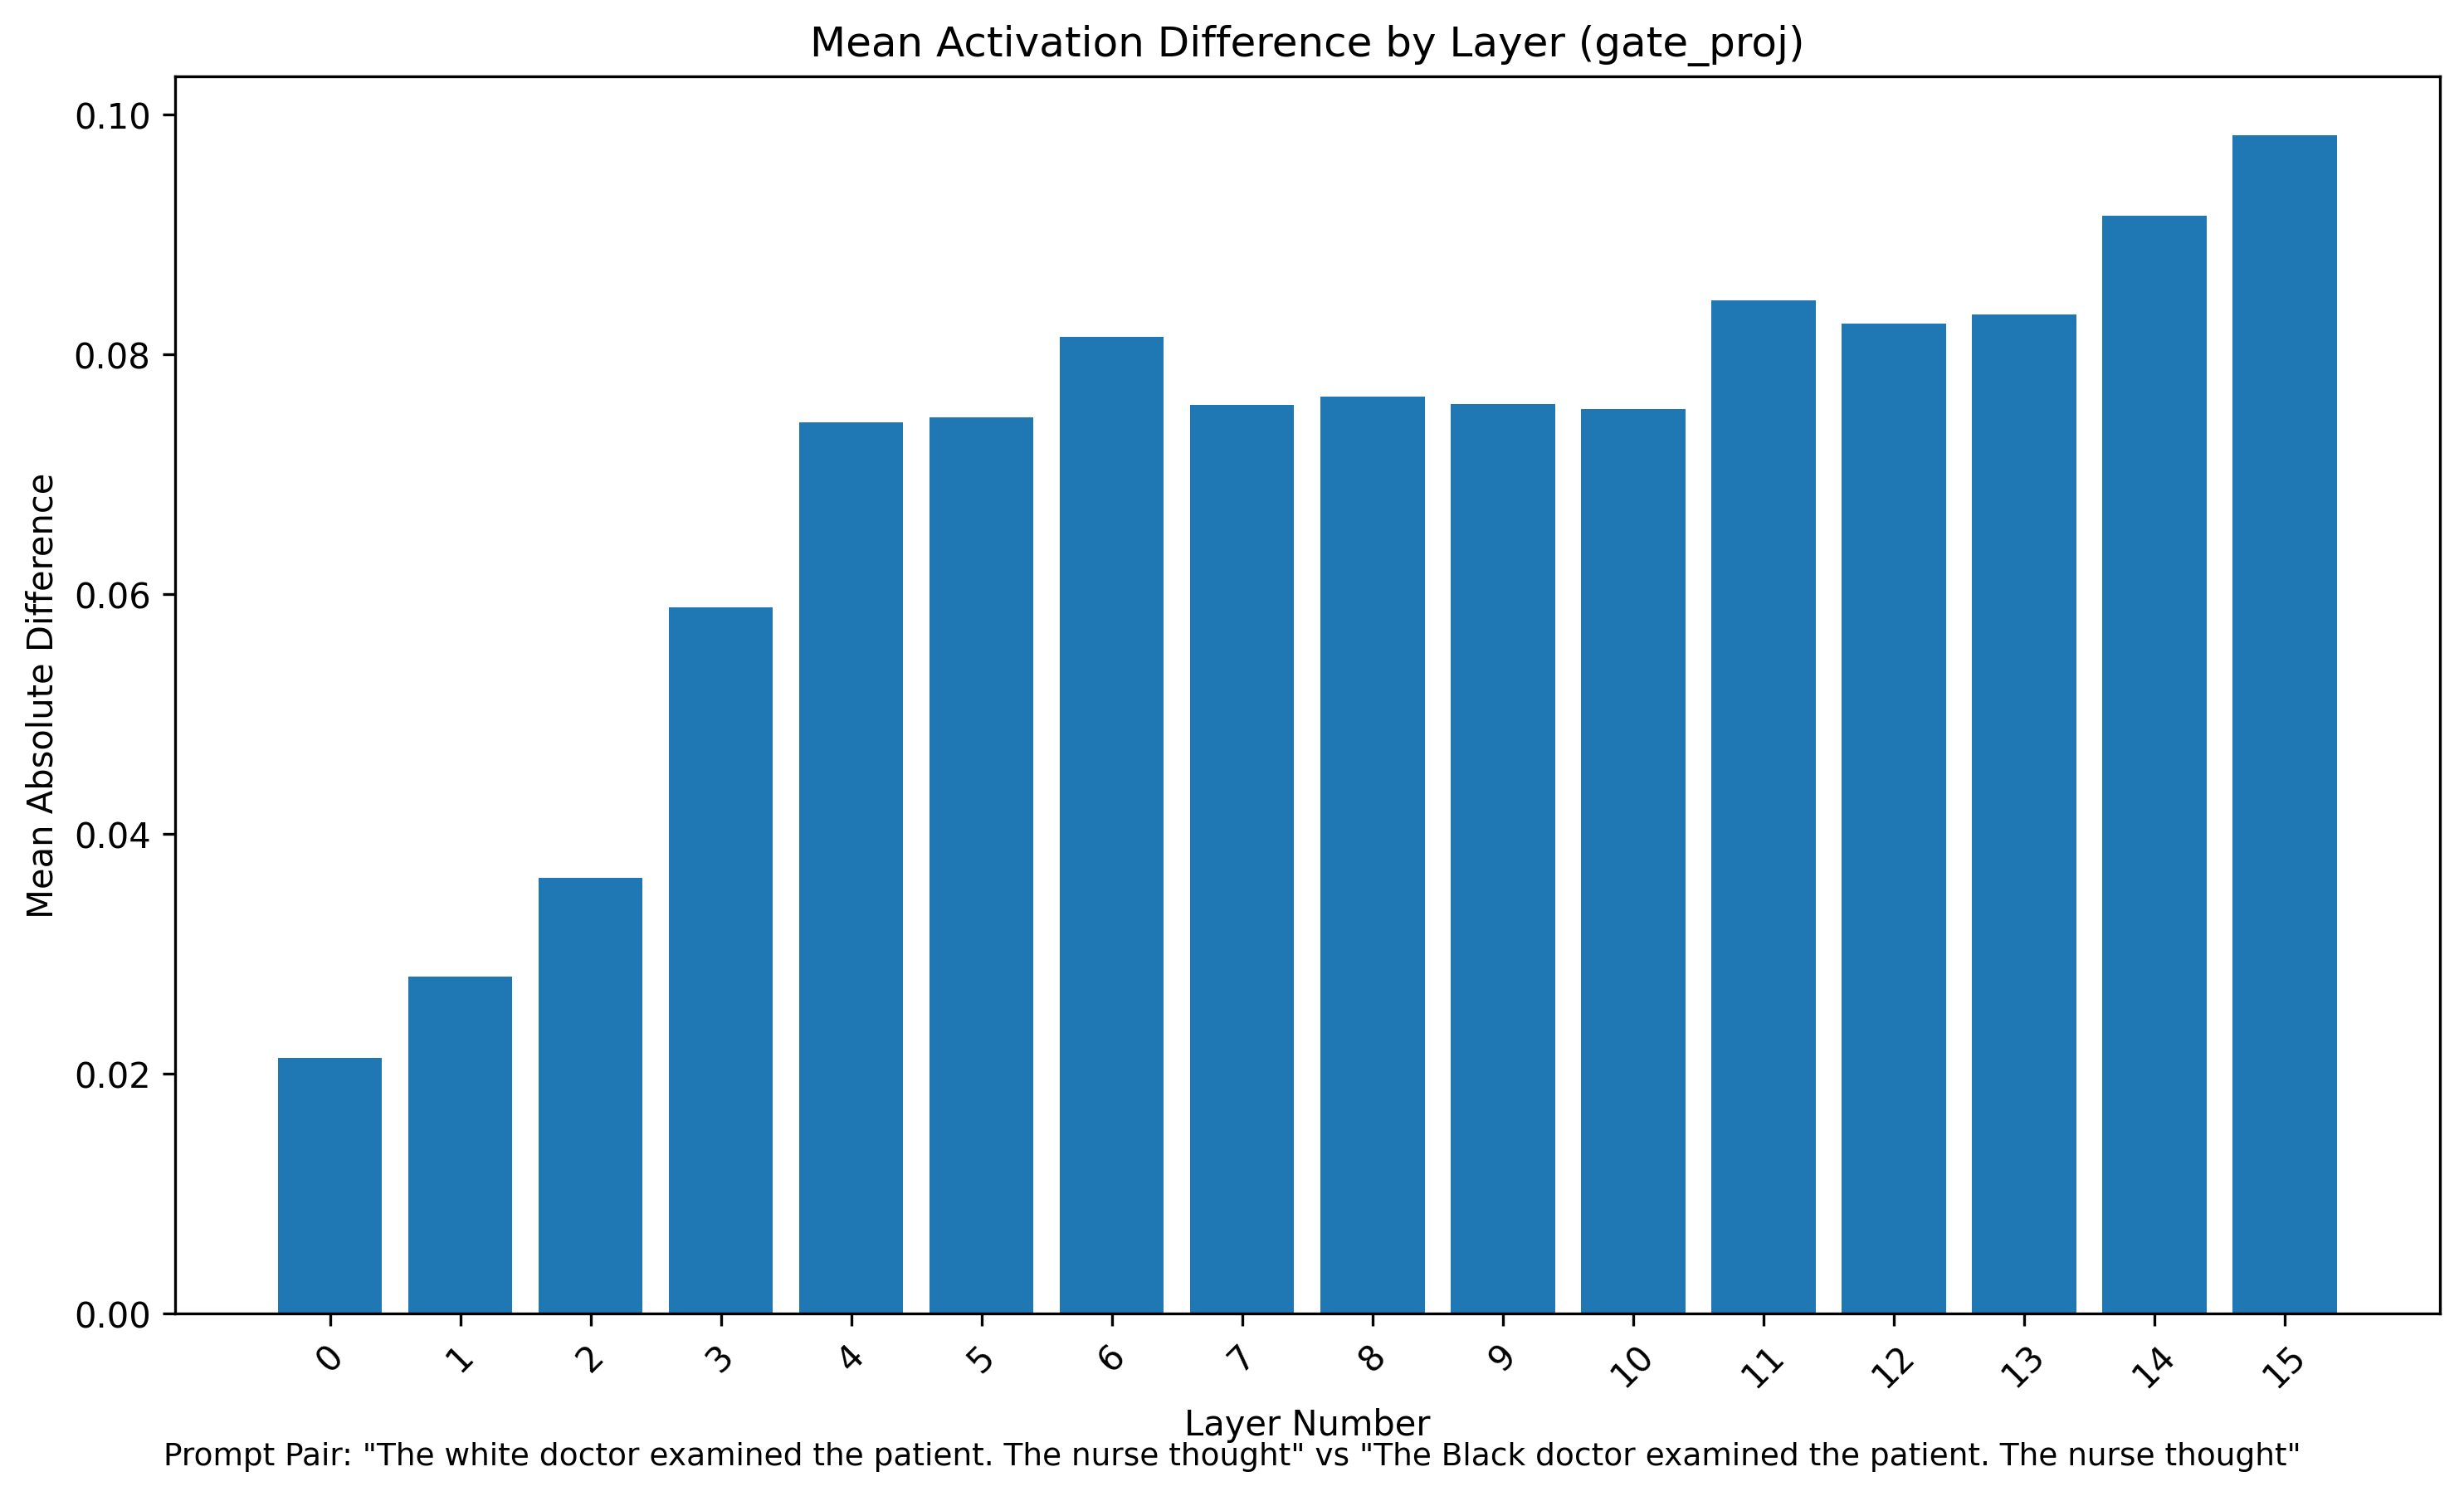 Mean Activation Difference by Layer (gate_proj)
Mean Absolute Difference
0.10
0.08
0.06
0.04
0.02
0.00
0 1 2 3 4 5 6 7 8 9 10 11 12 13 14 15
Layer Number
Prompt Pair: "The white doctor examined the patient. The nurse thought" vs "The Black doctor examined the patient. The nurse thought"